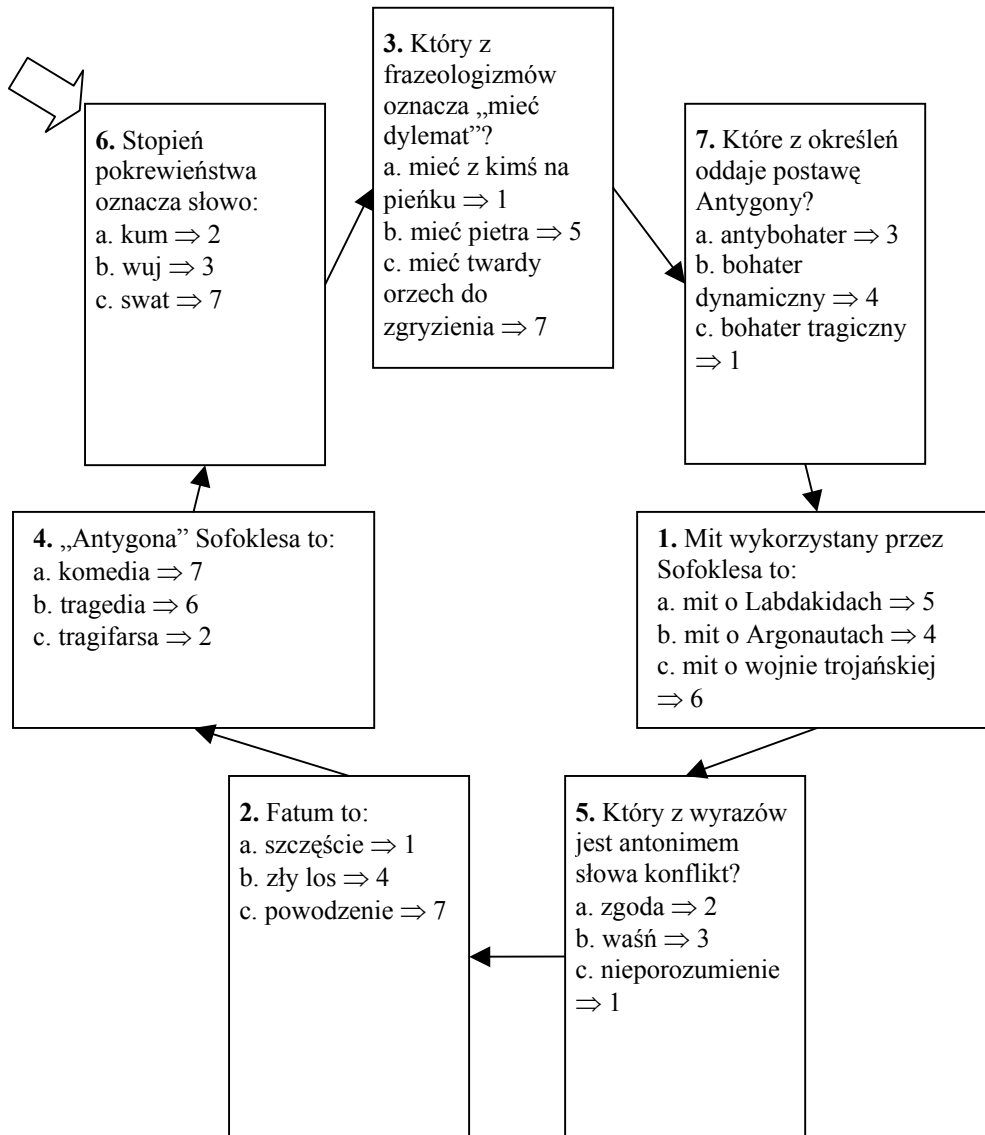 6. Stopień
pokrewieństwa
oznacza słowo:
a. kum ⇒ 2
b. wuj ⇒ 3
c. swat ⇒ 7
3. Który z
frazeologizmów
oznacza „mieć
dylemat”?
a. mieć z kimś na
pieńku ⇒ 1
b. mieć pietra ⇒ 5
c. mieć twardy
orzech do
zgryzienia ⇒ 7
7. Które z określeń
oddaje postawę
Antygony?
a. antybohater ⇒ 3
b. bohater
dynamiczny ⇒ 4
c. bohater tragiczny
⇒ 1
1. Mit wykorzystany przez
Sofoklesa to:
a. mit o Labdakidach ⇒ 5
b. mit o Argonautach ⇒ 4
c. mit o wojnie trojańskiej
⇒ 6
5. Który z wyrazów
jest antonimem
słowa konflikt?
a. zgoda ⇒ 2
b. waśń ⇒ 3
c. nieporozumienie
⇒ 1
2. Fatum to:
a. szczęście ⇒ 1
b. zły los ⇒ 4
c. powodzenie ⇒ 7
4. „Antygona” Sofoklesa to:
a. komedia ⇒ 7
b. tragedia ⇒ 6
c. tragifarsa ⇒ 2